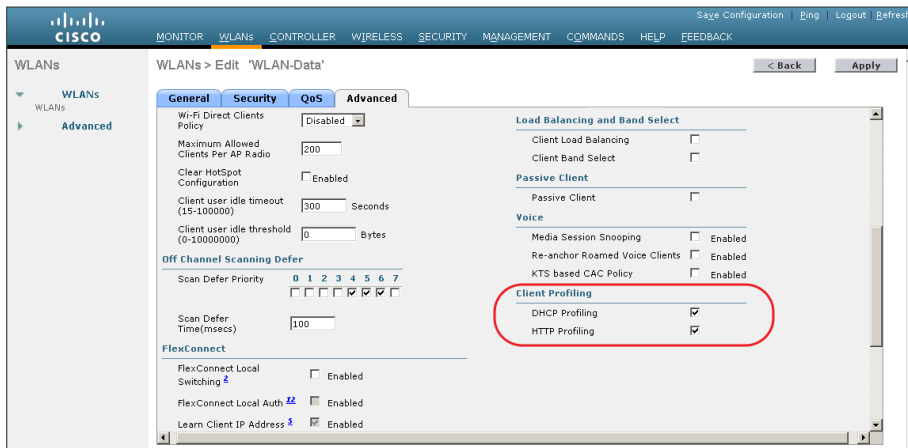 Save Configuration | Ping | Logout | Refres
CISCO
MONITOR WLANs CONTROLLER WIRELESS SECURITY MANAGEMENT COMMANDS HELP FEEDBACK
WLANs
WLANs > Edit 'WLAN-Data'
< Back
Apply
WLANs
WLANs
Advanced
General Security QoS Advanced
Wi-Fi Direct Clients
Policy
Disabled
Maximum Allowed
Clients Per AP Radio
200
Clear HotSpot
Configuration
Enabled
Client user idle timeout
(15-100000)
300 Seconds
Client user idle threshold
(0-10000000)
0 Bytes
Off Channel Scanning Defer
Scan Defer Priority 0 1 2 3 4 5 6 7
Scan Defer
Time(msecs)
100
FlexConnect
FlexConnect Local
Switching 2
Enabled
FlexConnect Local Auth 12 Enabled
Learn Client IP Address 5 Enabled
Load Balancing and Band Select
Client Load Balancing
Client Band Select
Passive Client
Passive Client
Voice
Media Session Snooping Enabled
Re-anchor Roamed Voice Clients Enabled
KTS based CAC Policy Enabled
Client Profiling
DHCP Profiling
HTTP Profiling